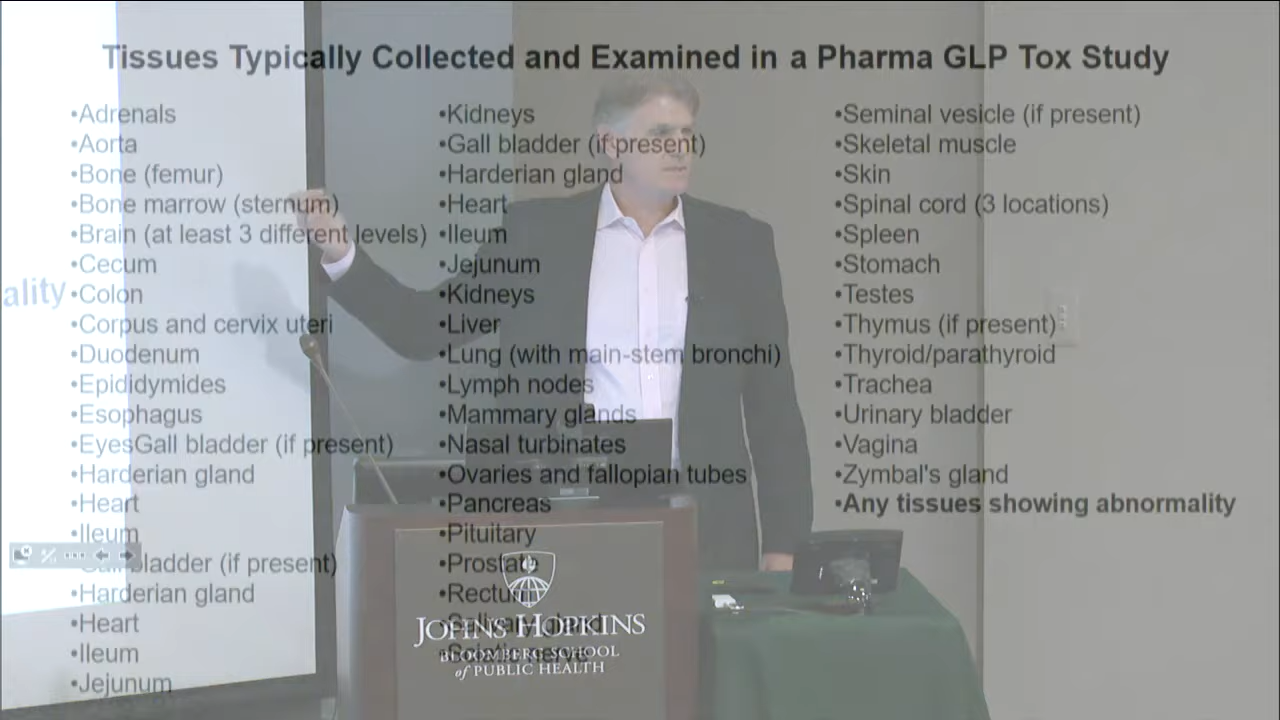 Tissues Typically Collected and Examined in a Pharma GLP Tox Study
•Adrenals
•Aorta
•Bone (femur)
•Bone marrow (sternum)
•Brain (at least 3 different levels)
•Cecum
•Colon
•Corpus and cervix uteri
•Duodenum
•Epididymides
•Esophagus
•EyesGall bladder (if present)
•Harderian gland
•Heart
•Ileum
bladder (if present)
•Harderian gland
•Heart
•Ileum
•Jejunum
•Kidneys
•Gall bladder (if present)
•Harderian gland
•Heart
•Ileum
•Jejunum
•Kidneys
•Liver
•Lung (with main-stem bronchi)
•Lymph nodes
•Mammary glands
•Nasal turbinates
•Ovaries and fallopian tubes
•Pancreas
•Pituitary
•Prostate
•Rectum
•Salivary gland
•Sciatic nerve
•Seminal vesicle (if present)
•Skeletal muscle
•Skin
•Spinal cord (3 locations)
•Spleen
•Stomach
•Testes
•Thymus (if present)
•Thyroid/parathyroid
•Trachea
•Urinary bladder
•Vagina
•Zymbal's gland
•Any tissues showing abnormality
ality
JOHNS HOPKINS
BLOOMBERG SCHOOL
of PUBLIC HEALTH